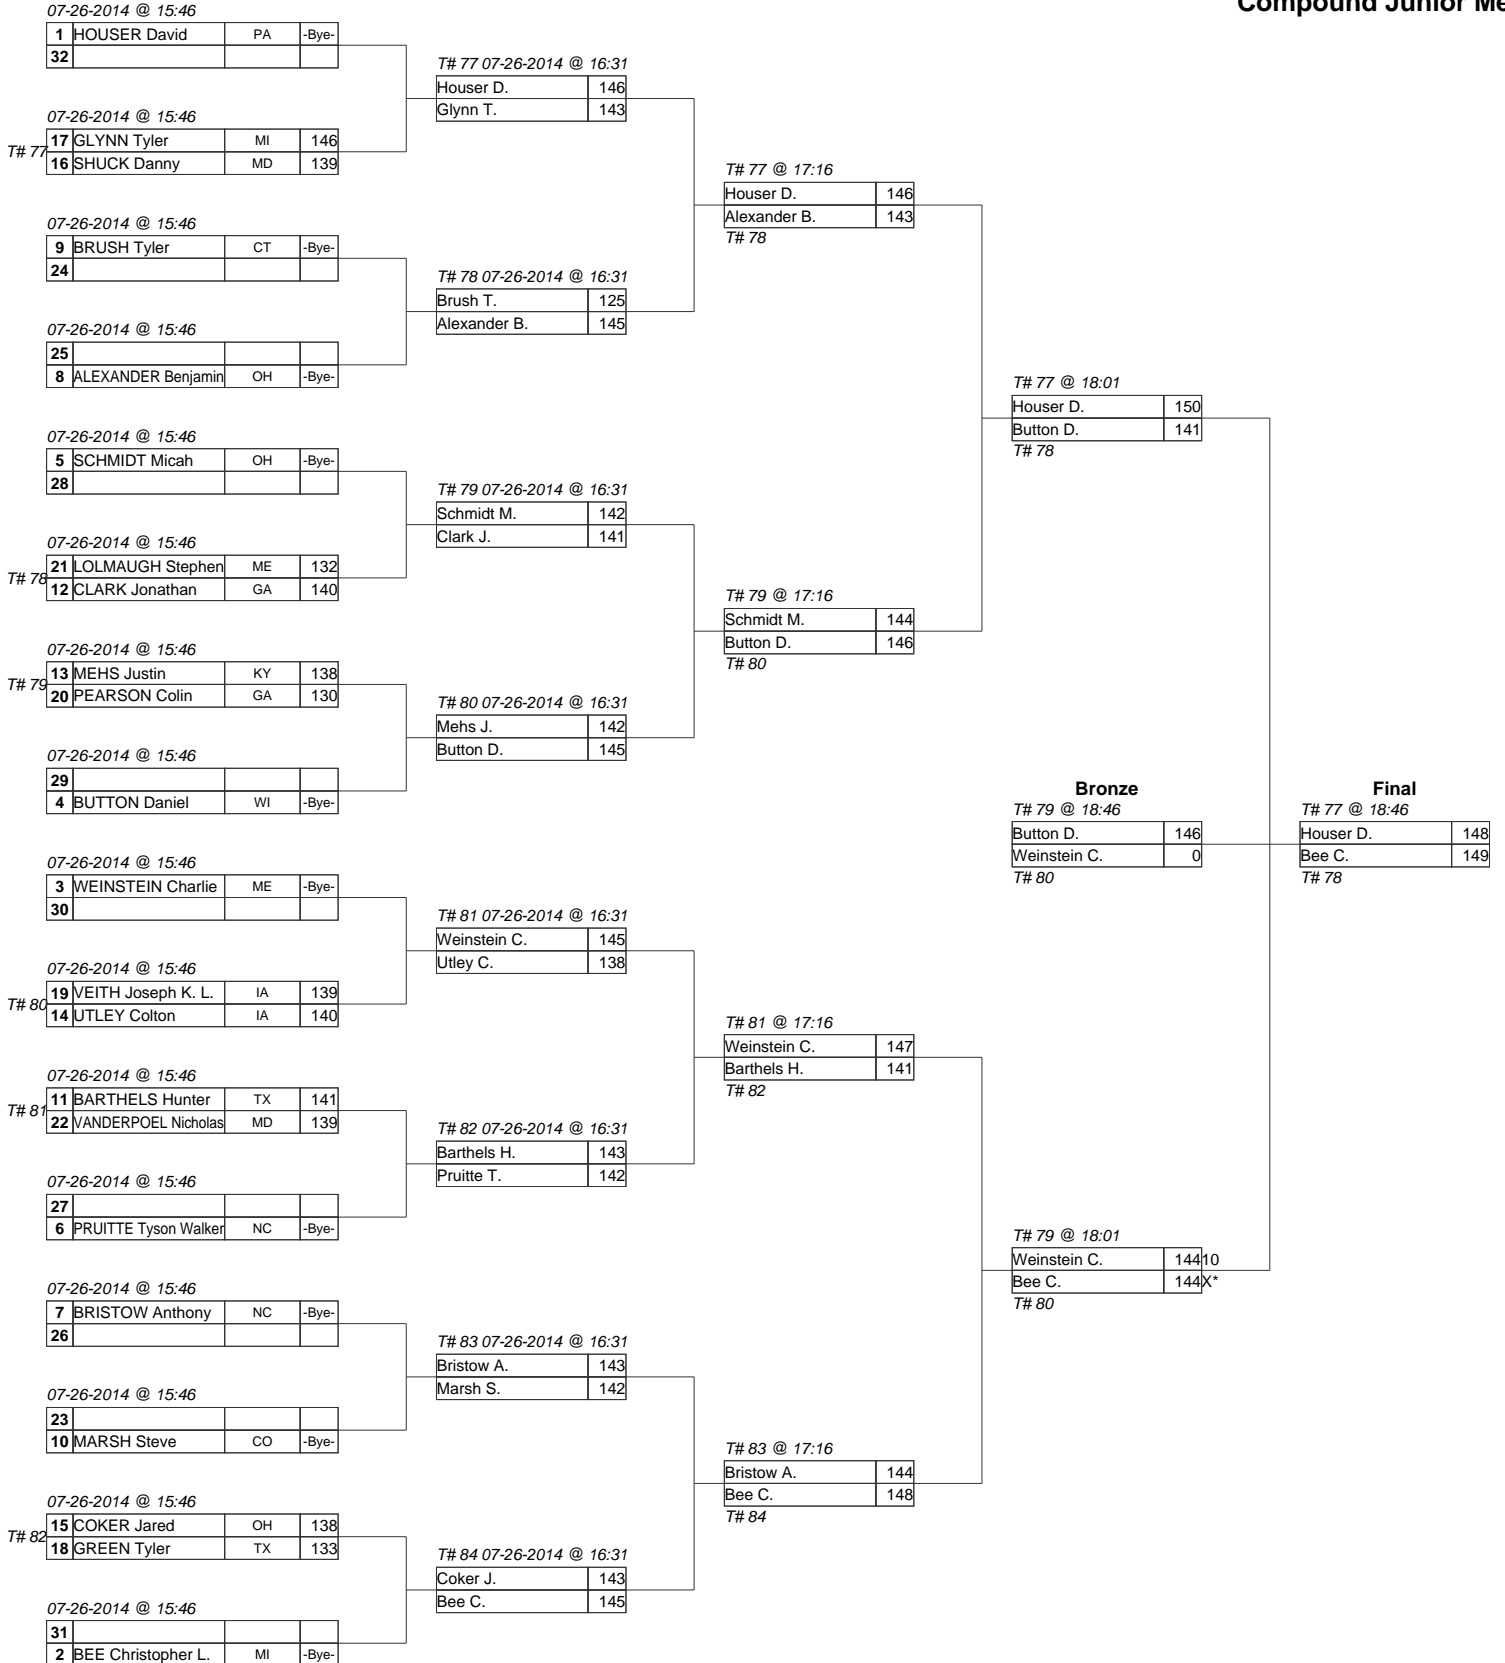 Compound Junior Me
07-26-2014 @ 15:46
1 HOUSER David PA -Bye-
32
07-26-2014 @ 15:46
T# 77
17 GLYNN Tyler MI 146
16 SHUCK Danny MD 139
07-26-2014 @ 15:46
9 BRUSH Tyler CT -Bye-
24
07-26-2014 @ 15:46
25
8 ALEXANDER Benjamin OH -Bye-
07-26-2014 @ 15:46
5 SCHMIDT Micah OH -Bye-
28
07-26-2014 @ 15:46
T# 78
21 LOLMAUGH Stephen ME 132
12 CLARK Jonathan GA 140
07-26-2014 @ 15:46
T# 79
13 MEHS Justin KY 138
20 PEARSON Colin GA 130
07-26-2014 @ 15:46
29
4 BUTTON Daniel WI -Bye-
07-26-2014 @ 15:46
3 WEINSTEIN Charlie ME -Bye-
30
07-26-2014 @ 15:46
T# 80
19 VEITH Joseph K. L. IA 139
14 UTLEY Colton IA 140
07-26-2014 @ 15:46
T# 81
11 BARTHELS Hunter TX 141
22 VANDERPOEL Nicholas MD 139
07-26-2014 @ 15:46
27
6 PRUITTE Tyson Walker NC -Bye-
07-26-2014 @ 15:46
7 BRISTOW Anthony NC -Bye-
26
07-26-2014 @ 15:46
23
10 MARSH Steve CO -Bye-
07-26-2014 @ 15:46
T# 82
15 COKER Jared OH 138
18 GREEN Tyler TX 133
07-26-2014 @ 15:46
31
2 BEE Christopher L. MI -Bye-
T# 77 07-26-2014 @ 16:31
Houser D. 146
Glynn T. 143
T# 78 07-26-2014 @ 16:31
Brush T. 125
Alexander B. 145
T# 79 07-26-2014 @ 16:31
Schmidt M. 142
Clark J. 141
T# 80 07-26-2014 @ 16:31
Mehs J. 142
Button D. 145
T# 81 07-26-2014 @ 16:31
Weinstein C. 145
Utley C. 138
T# 82 07-26-2014 @ 16:31
Barthels H. 143
Pruitte T. 142
T# 83 07-26-2014 @ 16:31
Bristow A. 143
Marsh S. 142
T# 84 07-26-2014 @ 16:31
Coker J. 143
Bee C. 145
T# 77 @ 17:16
Houser D. 146
Alexander B. 143
T# 78
T# 79 @ 17:16
Schmidt M. 144
Button D. 146
T# 80
T# 81 @ 17:16
Weinstein C. 147
Barthels H. 141
T# 82
T# 83 @ 17:16
Bristow A. 144
Bee C. 148
T# 84
T# 77 @ 18:01
Houser D. 150
Button D. 141
T# 78
Bronze
T# 79 @ 18:46
Button D. 146
Weinstein C. 0
T# 80
T# 79 @ 18:01
Weinstein C. 144 10
Bee C. 144 X*
T# 80
Final
T# 77 @ 18:46
Houser D. 148
Bee C. 149
T# 78